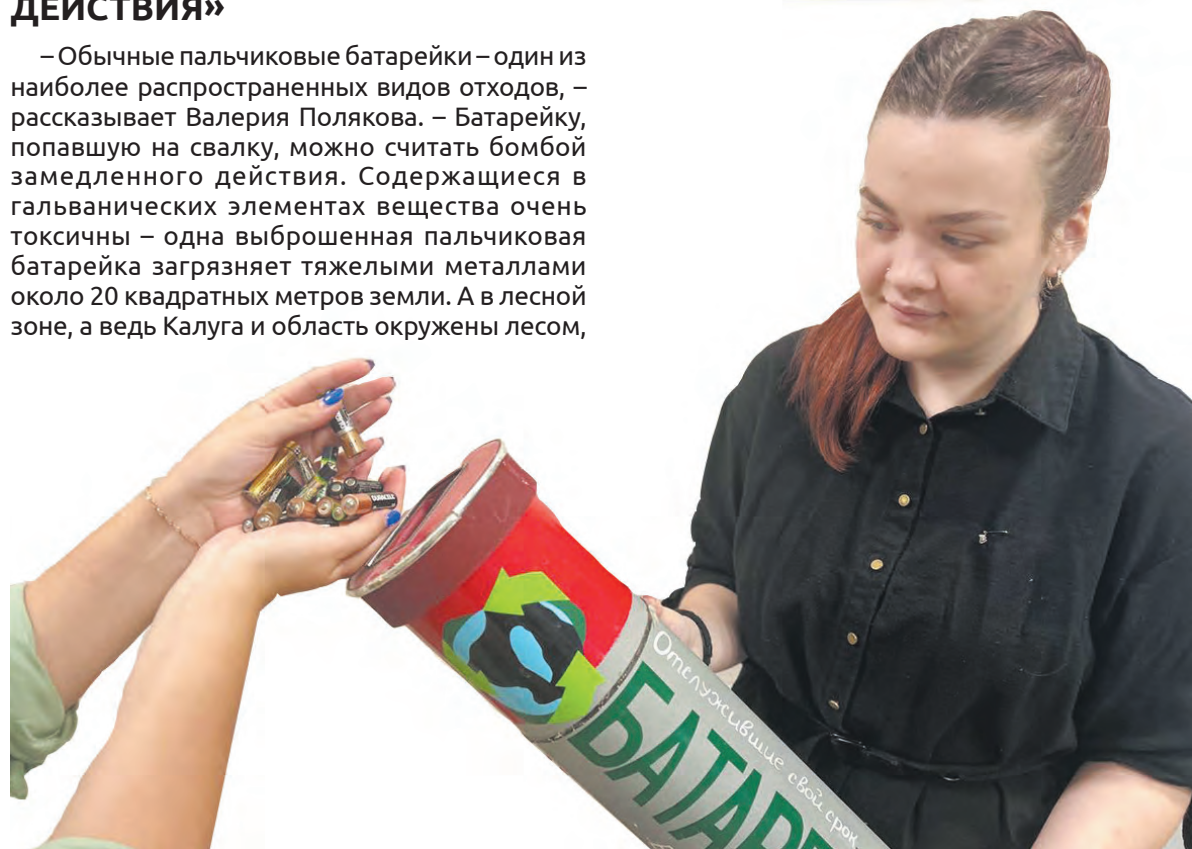 ДЕЙСТВИЯ»
– Обычные пальчиковые батарейки – один из
наиболее распространенных видов отходов, –
рассказывает Валерия Полякова. – Батарейку,
попавшую на свалку, можно считать бомбой
замедленного действия. Содержащиеся в
гальванических элементах вещества очень
токсичны – одна выброшенная пальчиковая
батарейка загрязняет тяжелыми металлами
около 20 квадратных метров земли. А в лесной
зоне, а ведь Калуга и область окружены лесом,
DURACELL
Отслужившие свой срок
БАТАРЕ